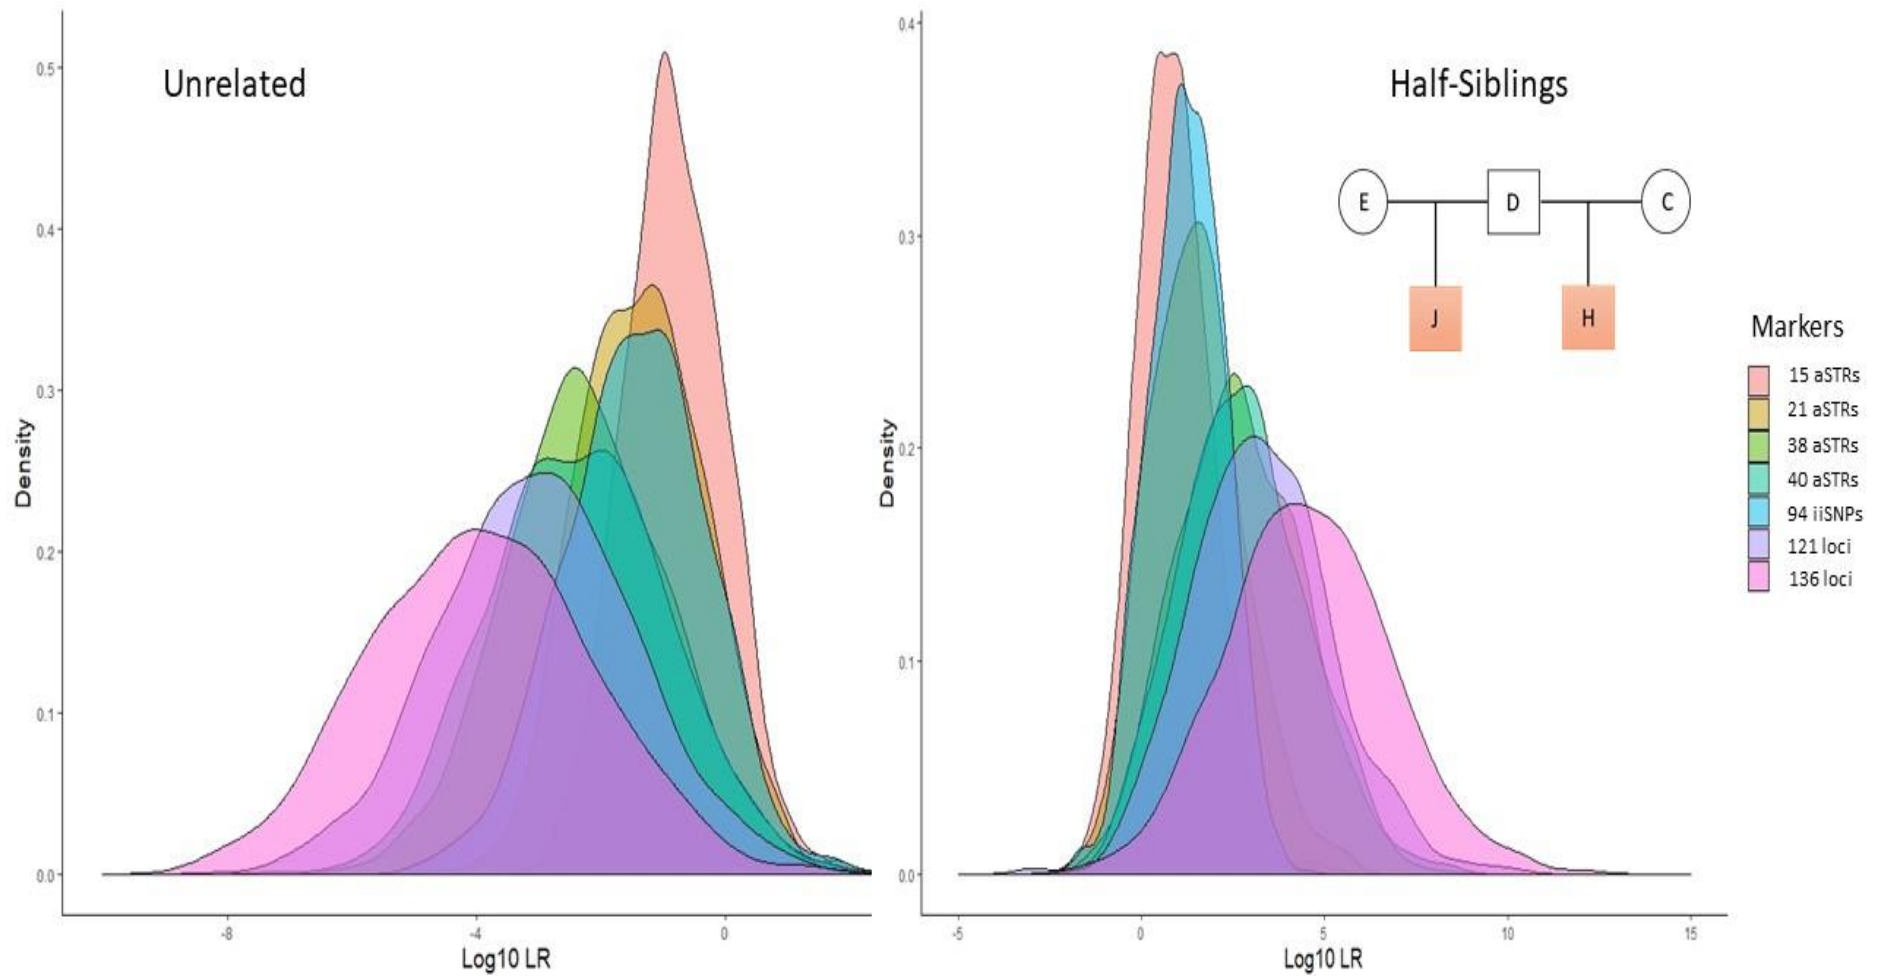 Unrelated
0.5
0.4
0.3
0.2
0.1
0.0
Density
-8
-4
0
Log10 LR
Half-Siblings
0.4
0.3
0.2
0.1
0.0
Density
-5
0
5
10
15
Log10 LR
E
D
C
J
H
Markers
15 aSTRs
21 aSTRs
38 aSTRs
40 aSTRs
94 iiSNPs
121 loci
136 loci